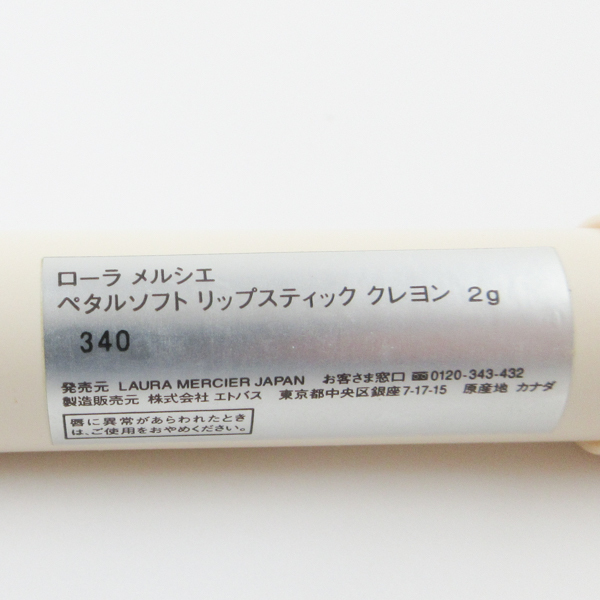 ローラ メルシエ
ペタルソフト リップスティック クレヨン 2g
340
発売元 LAURA MERCIER JAPAN お客さま窓口 0120-343-432
製造販売元 株式会社 エトバス 東京都中央区銀座7-17-15 原産地 カナダ
唇に異常があらわれたとき
は、ご使用をおやめください。